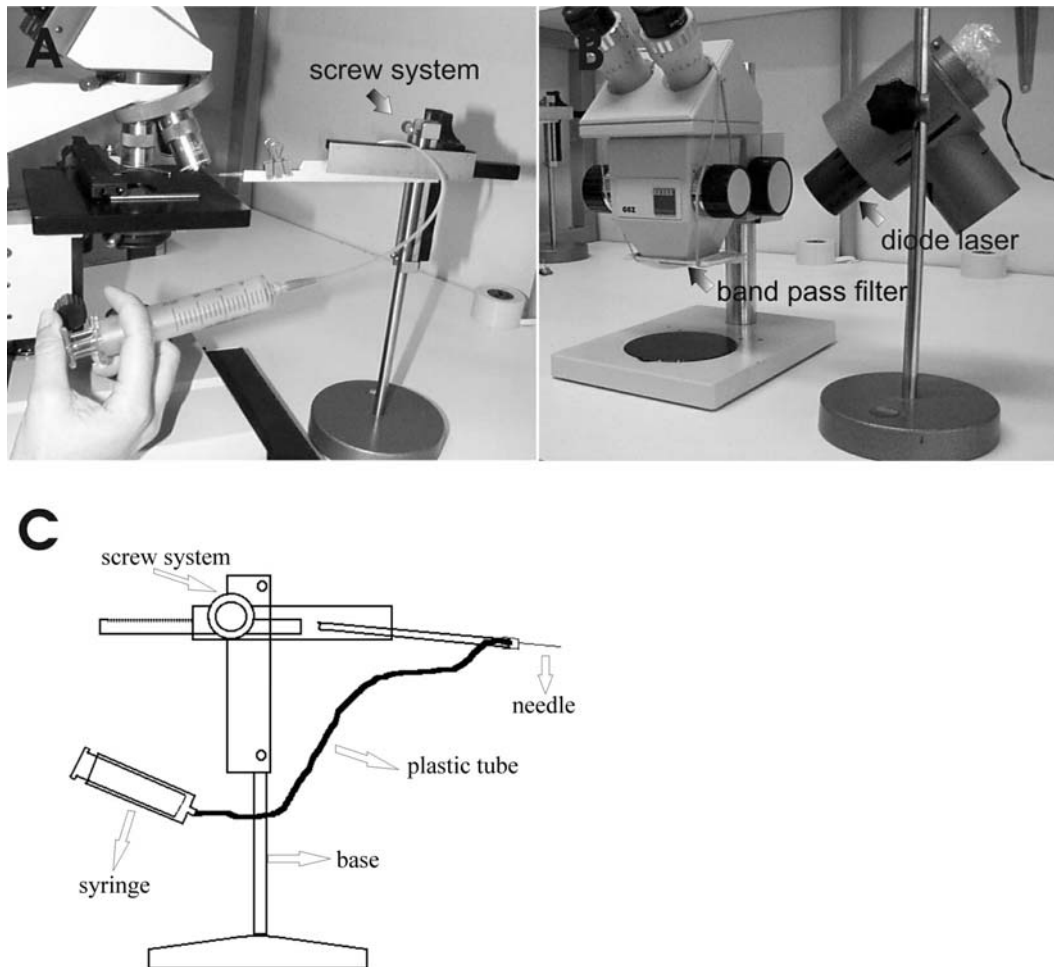 A
screw system
B
diode laser
band pass filter
C
screw system
needle
plastic tube
syringe
base